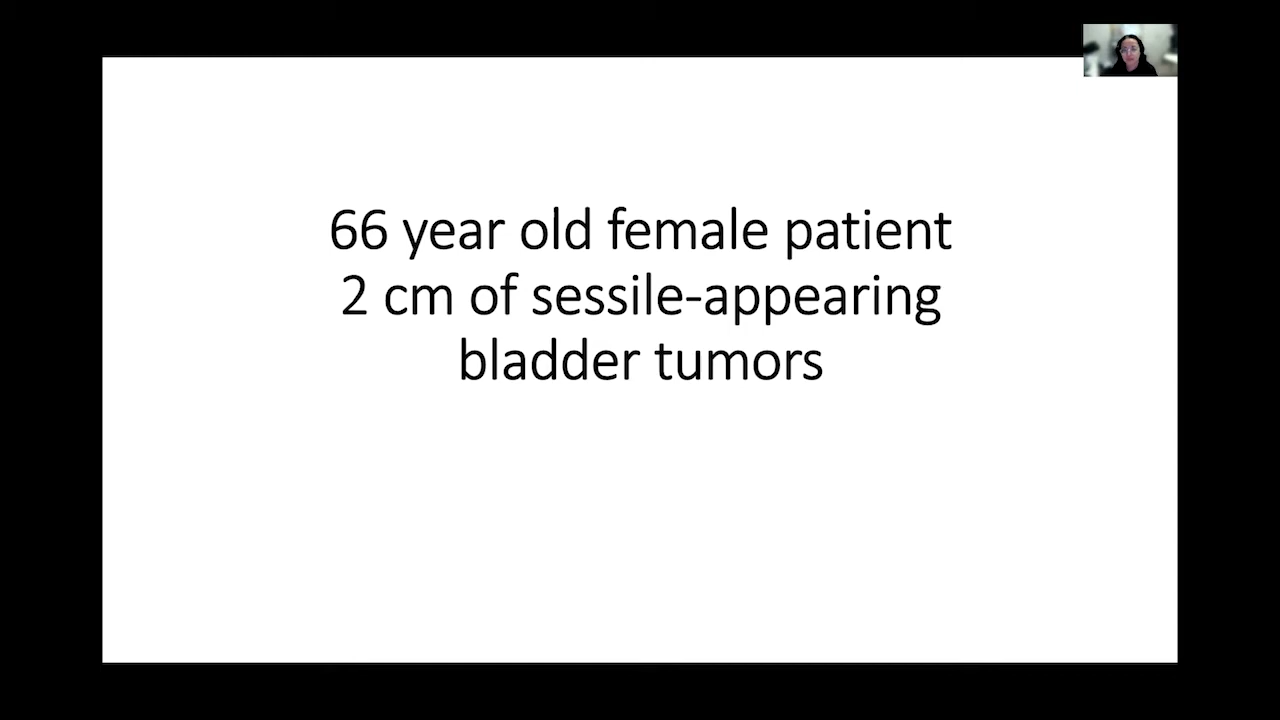 66 year old female patient
2 cm of sessile-appearing
bladder tumors